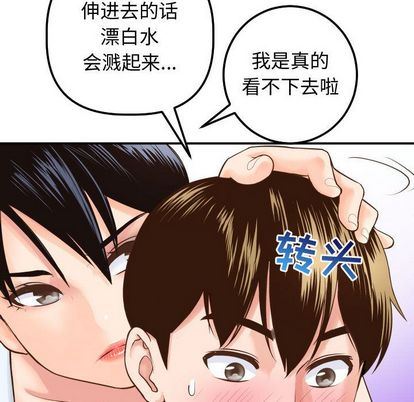 伸进去的话
漂白水
会溅起来...
我是真的
看不下去啦
转头